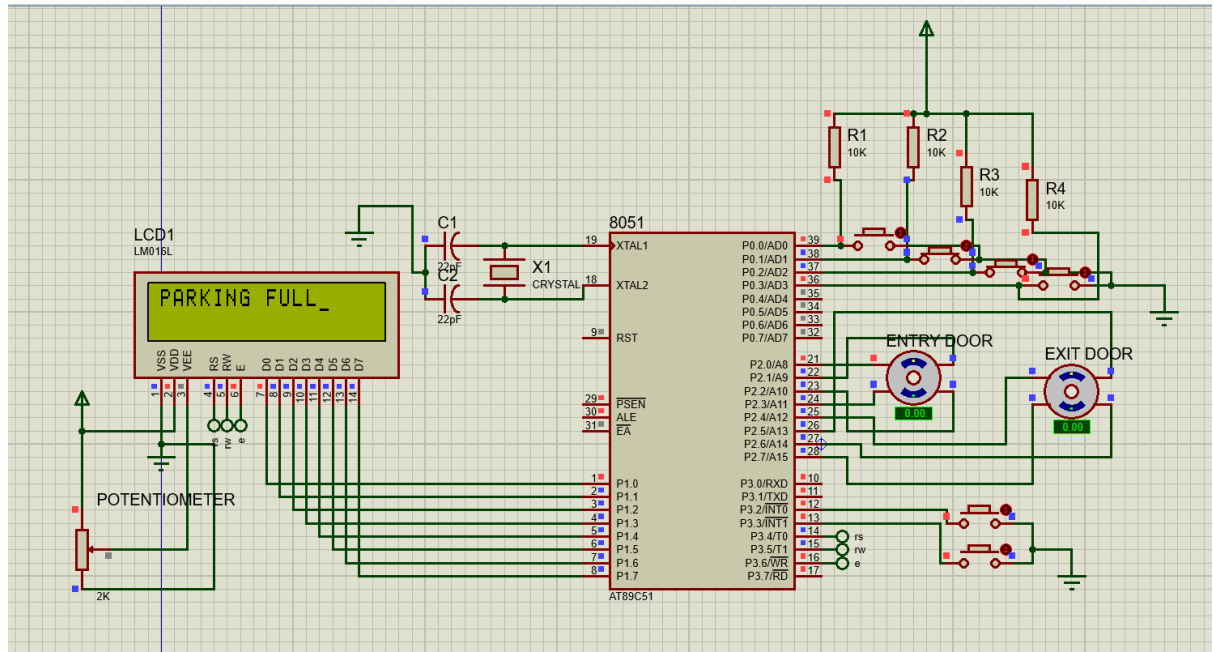 LCD1
LM016L
PARKING FULL_
VSS
VDD
VEE
RS
RW
E
D0
D1
D2
D3
D4
D5
D6
D7
1
2
3
4
5
6
7
8
9
10
11
12
13
14
rs
rw
e
POTENTIOMETER
2K
C1
22pF
C2
22pF
X1
CRYSTAL
8051
19 XTAL1
18 XTAL2
9 RST
29 PSEN
30 ALE
31 EA
1 P1.0
2 P1.1
3 P1.2
4 P1.3
5 P1.4
6 P1.5
7 P1.6
8 P1.7
P0.0/AD0 39
P0.1/AD1 38
P0.2/AD2 37
P0.3/AD3 36
P0.4/AD4 35
P0.5/AD5 34
P0.6/AD6 33
P0.7/AD7 32
P2.0/A8 21
P2.1/A9 22
P2.2/A10 23
P2.3/A11 24
P2.4/A12 25
P2.5/A13 26
P2.6/A14 27
P2.7/A15 28
P3.0/RXD 10
P3.1/TXD 11
P3.2/INT0 12
P3.3/INT1 13
P3.4/T0 14
P3.5/T1 15
P3.6/WR 16
P3.7/RD 17
AT89C51
rs
rw
e
R1
10K
R2
10K
R3
10K
R4
10K
ENTRY DOOR
0.00
EXIT DOOR
0.00